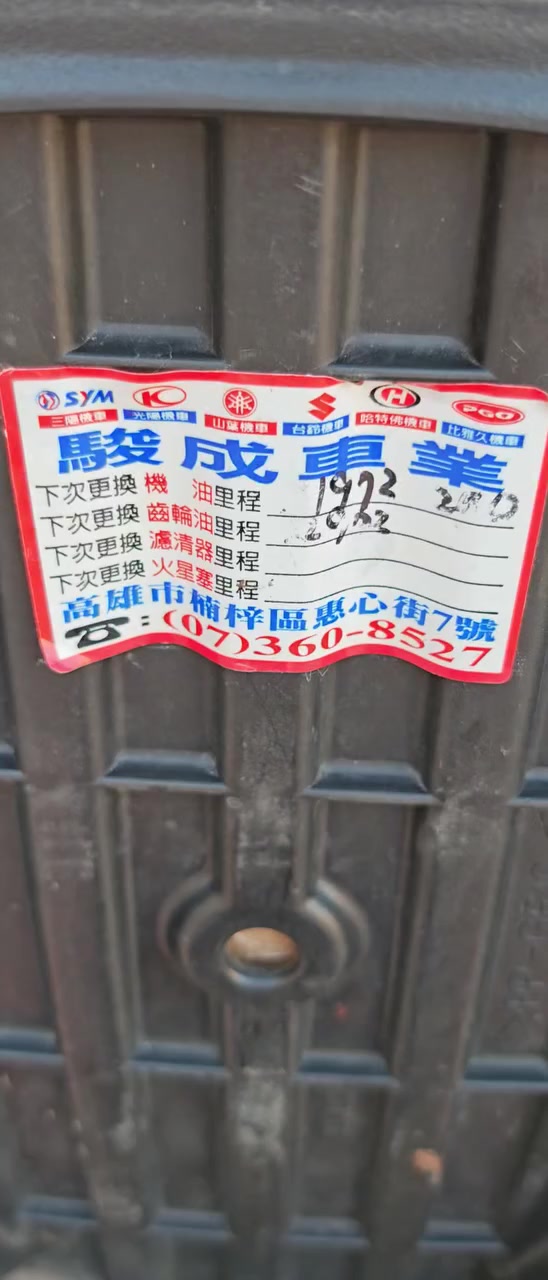 SYM K H PGO
三陽機車 光陽機車 山葉機車 台鈴機車 哈特佛機車 比雅久機車
駿成車業
下次更換機油里程 1972
下次更換齒輪油里程
下次更換濾清器里程
下次更換火星塞里程
高雄市楠梓區惠心街7號
☎:(07)360-8527